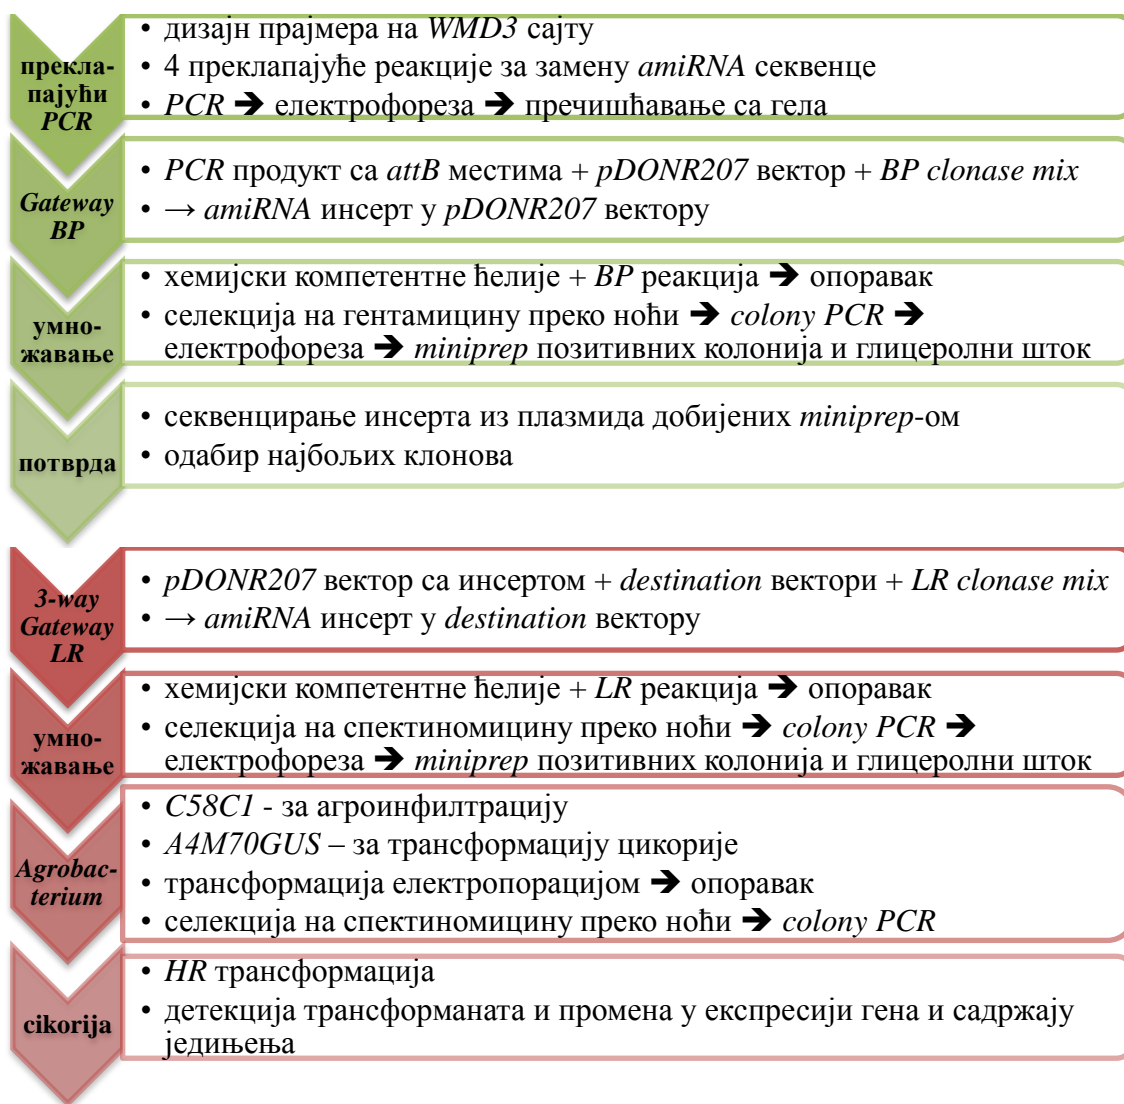 прекла-
пајући
PCR
• дизајн прајмера на WMD3 сајту
• 4 преклапајуће реакције за замену amiRNA секвенце
• PCR ➔ електрофореза ➔ пречишћавање са гела
Gateway
BP
• PCR продукт са attB местима + pDONR207 вектор + BP clonase mix
• → amiRNA инсерт у pDONR207 вектору
умно-
жавање
• хемијски компетентне ћелије + BP реакција ➔ опоравак
• селекција на гентамицину преко ноћи ➔ colony PCR ➔
електрофореза ➔ miniprep позитивних колонија и глицеролни шток
потврда
• секвенцирање инсерта из плазмида добијених miniprep-ом
• одабир најбољих клонова
3-way
Gateway
LR
• pDONR207 вектор са инсертом + destination вектори + LR clonase mix
• → amiRNA инсерт у destination вектору
умно-
жавање
• хемијски компетентне ћелије + LR реакција ➔ опоравак
• селекција на спектиномицину преко ноћи ➔ colony PCR ➔
електрофореза ➔ miniprep позитивних колонија и глицеролни шток
Agrobac-
terium
• C58C1 - за агроинфилтрацију
• A4M70GUS – за трансформацију цикорије
• трансформација електропорацијом ➔ опоравак
• селекција на спектиномицину преко ноћи ➔ colony PCR
cikorija
• HR трансформација
• детекција трансформаната и промена у експресији гена и садржају
једињења